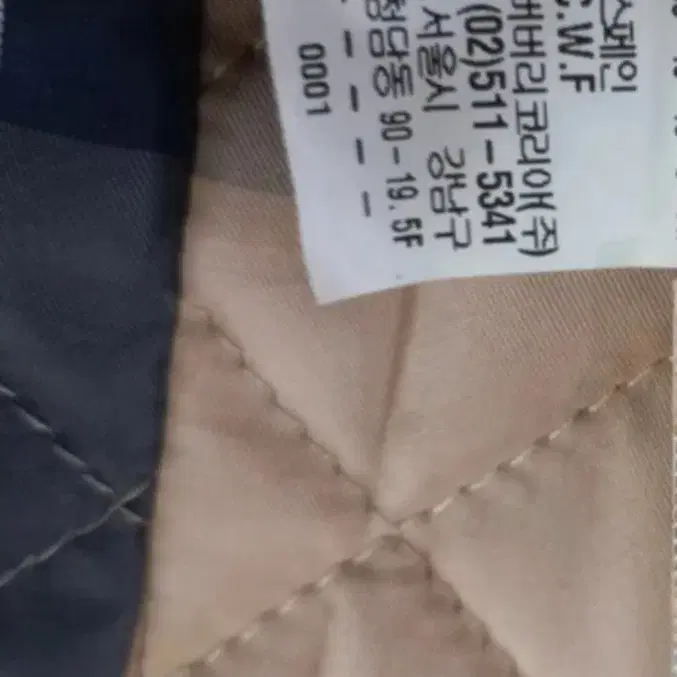 스페인
C.W.F
버버리코리아(주)
(02)511-5341
서울시 강남구
청담동 90-19.5F
- - - -
0001